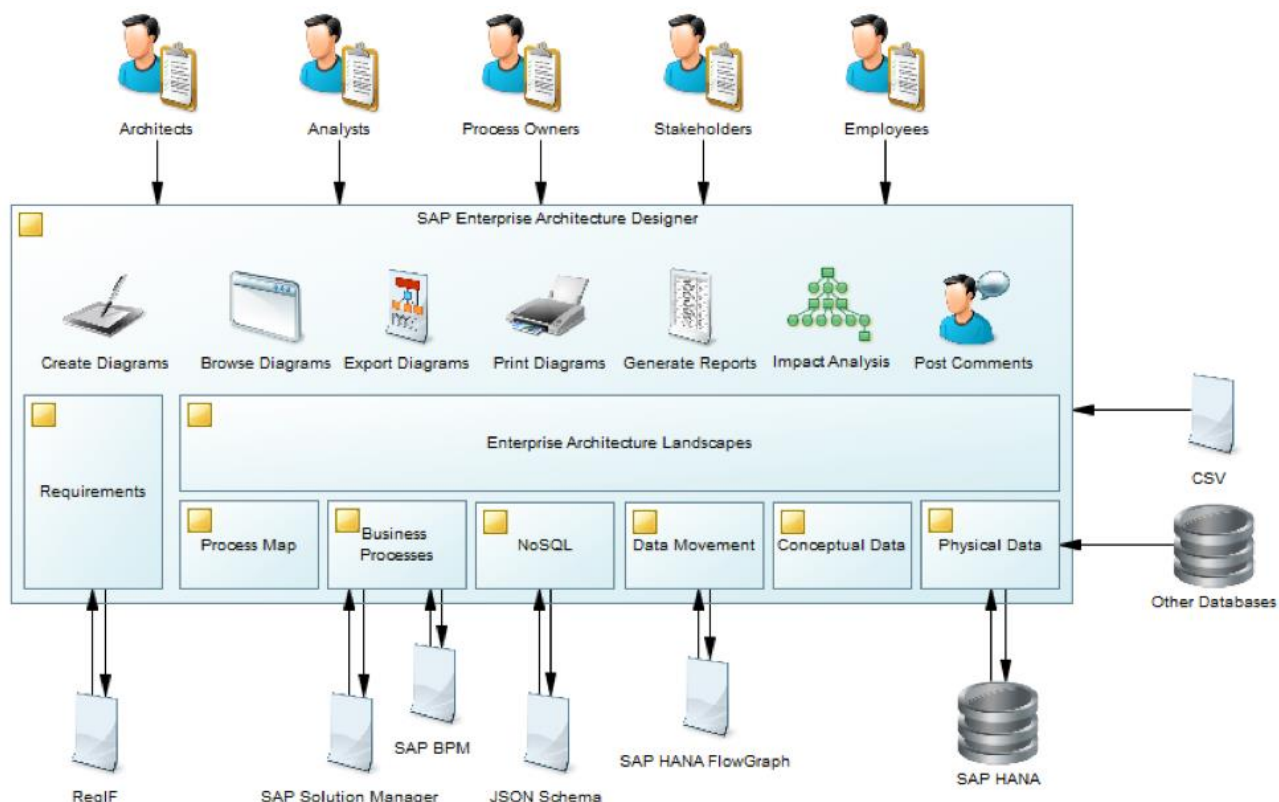 Architects
Analysts
Process Owners
Stakeholders
Employees
SAP Enterprise Architecture Designer
Create Diagrams
Browse Diagrams
Export Diagrams
Print Diagrams
Generate Reports
Impact Analysis
Post Comments
Requirements
Enterprise Architecture Landscapes
CSV
Process Map
Business
Processes
NoSQL
Data Movement
Conceptual Data
Physical Data
Other Databases
ReqIF
SAP Solution Manager
SAP BPM
JSON Schema
SAP HANA FlowGraph
SAP HANA